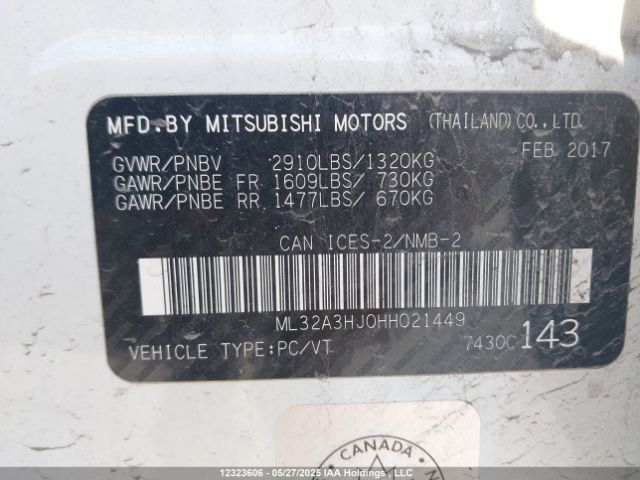 MFD.BY MITSUBISHI MOTORS (THAILAND)CO.,LTD
FEB 2017
GVWR/PNBV 2910LBS/1320KG
GAWR/PNBE FR 1609LBS/ 730KG
GAWR/PNBE RR 1477LBS/ 670KG
CAN ICES-2/NMB-2
ML32A3HJ0HH021449
VEHICLE TYPE:PC/VT 7430C 143
CANADA
12323606 - 05/27/2025 IAA Holdings , LLC